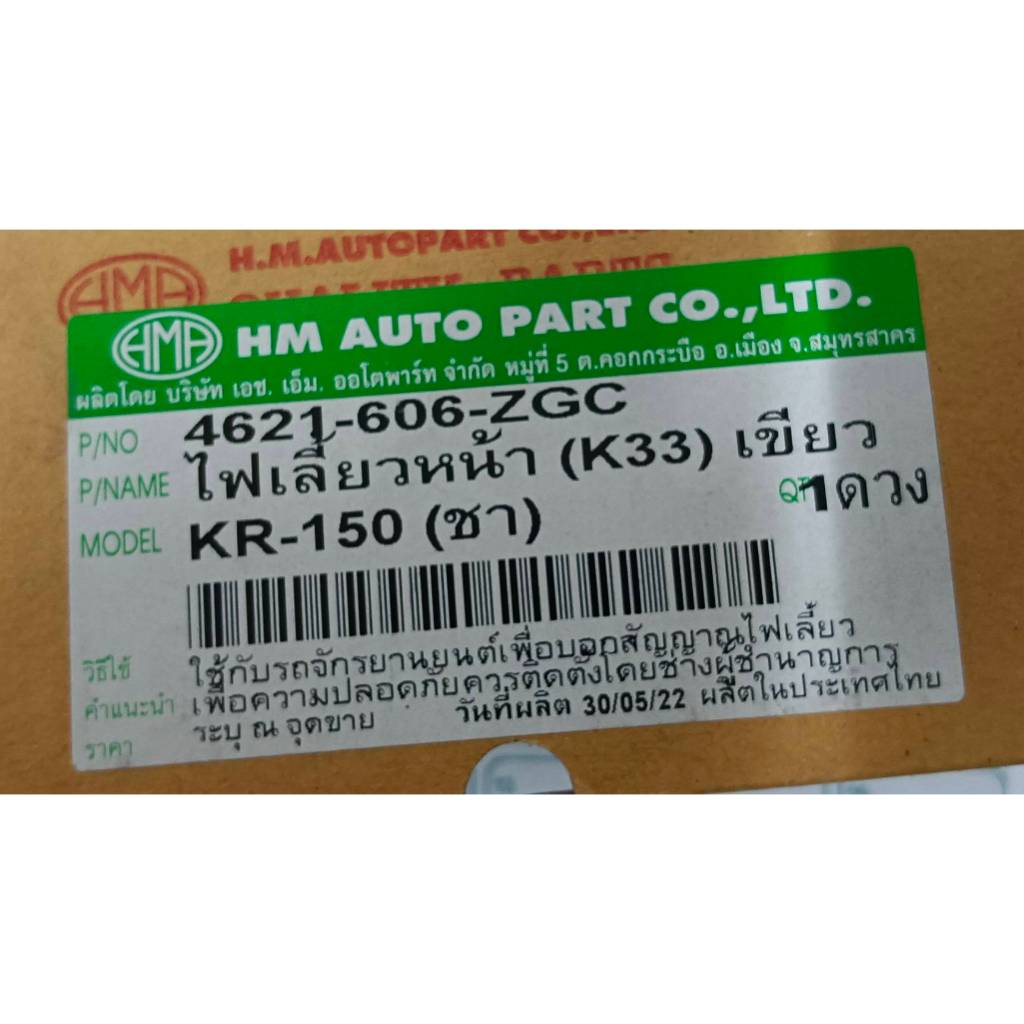 H.M.AUTOPART CO.,LTD.
HMA
HMA HM AUTO PART CO.,LTD.
ผลิตโดย บริษัท เอช. เอ็ม. ออโตพาร์ท จำกัด หมู่ที่ 5 ต.คอกกระบือ อ.เมือง จ.สมุทรสาคร
P/NO 4621-606-ZGC
P/NAME ไฟเลี้ยวหน้า (K33) เขียว
MODEL KR-150 (ชา) QT 1ดวง
วิธีใช้ ใช้กับรถจักรยานยนต์เพื่อบอกสัญญาณไฟเลี้ยว
คำแนะนำ เพื่อความปลอดภัยควรติดตั้งโดยช่างผู้ชำนาญการ
ราคา ระบุ ณ จุดขาย วันที่ผลิต 30/05/22 ผลิตในประเทศไทย